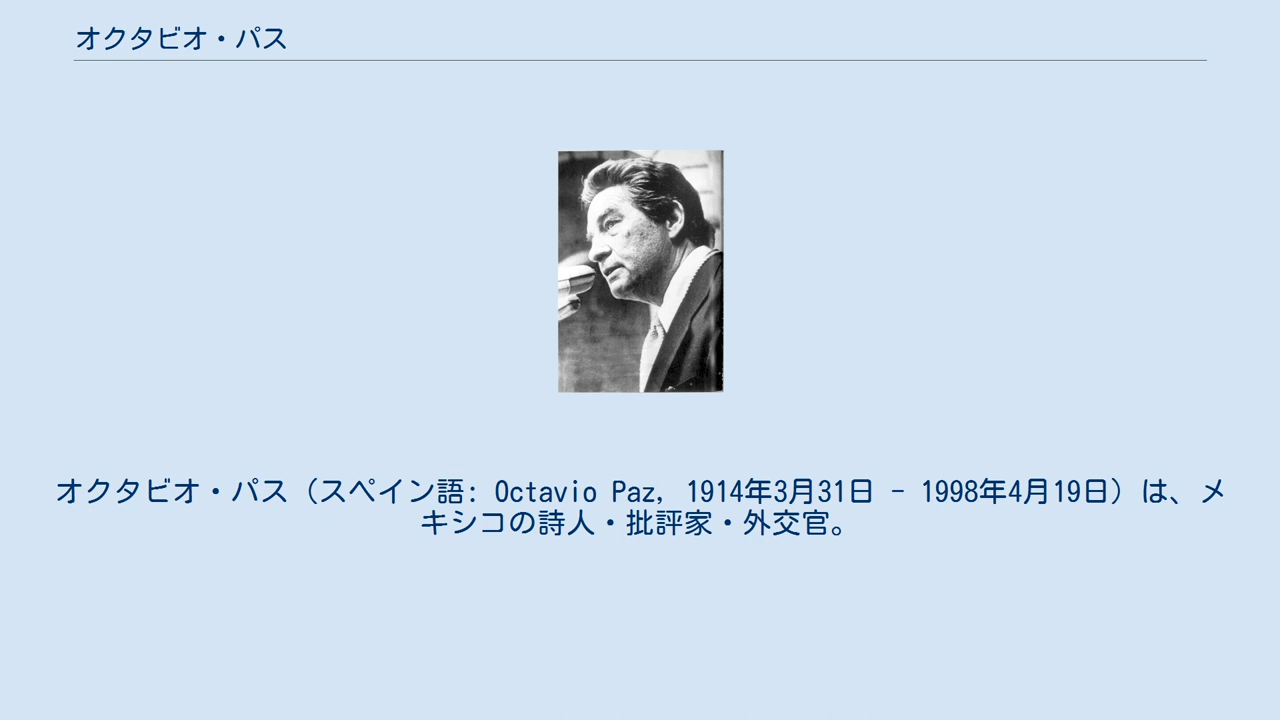 オクタビオ・パス
オクタビオ・パス（スペイン語: Octavio Paz, 1914年3月31日 - 1998年4月19日）は、メ
キシコの詩人・批評家・外交官。